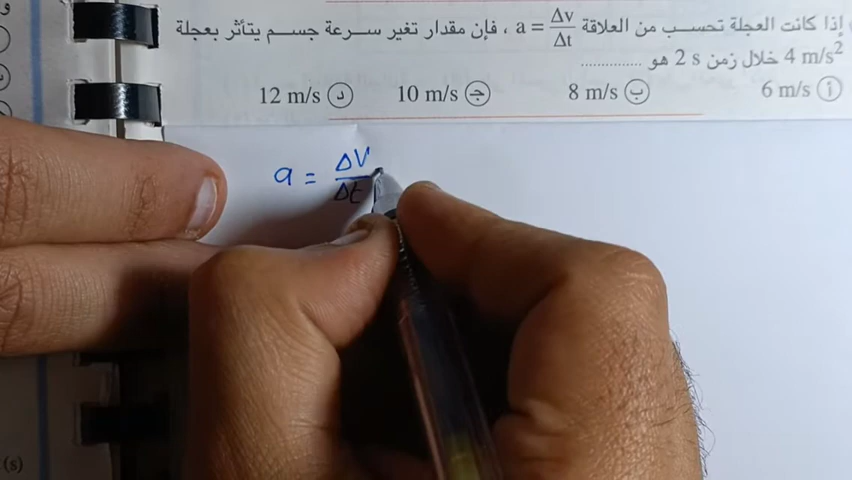 إذا كانت العجلة تحسب من العلاقة a = Δv/Δt ، فإن مقدار تغير سرعة جسم يتأثر بعجلة
4 m/s² خلال زمن 2 s هو ..............
أ 6 m/s ب 8 m/s ج 10 m/s د 12 m/s
a = ΔV/Δt
(s)